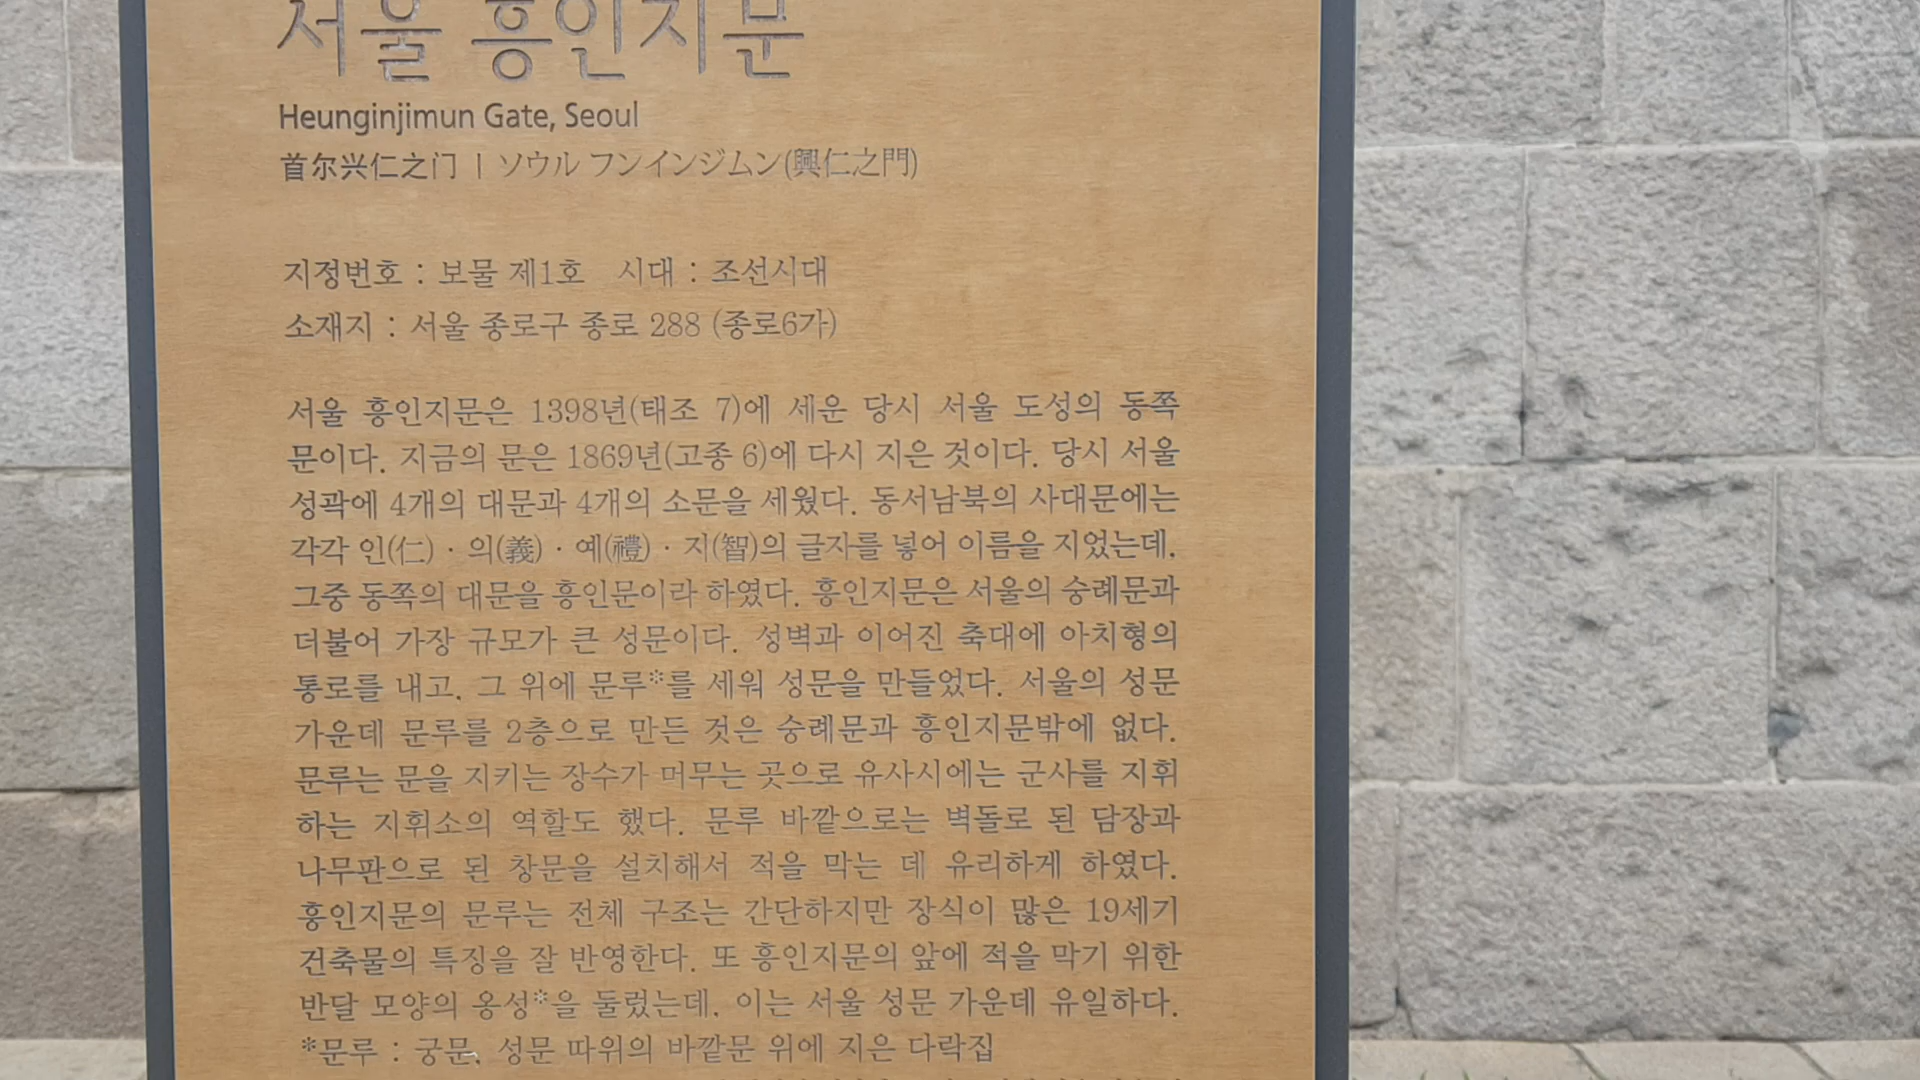 서울 흥인지문
Heunginjimun Gate, Seoul
首尔兴仁之门 | ソウル フンインジムン(興仁之門)
지정번호 : 보물 제1호 시대 : 조선시대
소재지 : 서울 종로구 종로 288 (종로6가)
서울 흥인지문은 1398년(태조 7)에 세운 당시 서울 도성의 동쪽
문이다. 지금의 문은 1869년(고종 6)에 다시 지은 것이다. 당시 서울
성곽에 4개의 대문과 4개의 소문을 세웠다. 동서남북의 사대문에는
각각 인(仁) · 의(義) · 예(禮) · 지(智)의 글자를 넣어 이름을 지었는데,
그중 동쪽의 대문을 흥인문이라 하였다. 흥인지문은 서울의 숭례문과
더불어 가장 규모가 큰 성문이다. 성벽과 이어진 축대에 아치형의
통로를 내고, 그 위에 문루*를 세워 성문을 만들었다. 서울의 성문
가운데 문루를 2층으로 만든 것은 숭례문과 흥인지문밖에 없다.
문루는 문을 지키는 장수가 머무는 곳으로 유사시에는 군사를 지휘
하는 지휘소의 역할도 했다. 문루 바깥으로는 벽돌로 된 담장과
나무판으로 된 창문을 설치해서 적을 막는 데 유리하게 하였다.
흥인지문의 문루는 전체 구조는 간단하지만 장식이 많은 19세기
건축물의 특징을 잘 반영한다. 또 흥인지문의 앞에 적을 막기 위한
반달 모양의 옹성*을 둘렀는데, 이는 서울 성문 가운데 유일하다.
*문루 : 궁문, 성문 따위의 바깥문 위에 지은 다락집